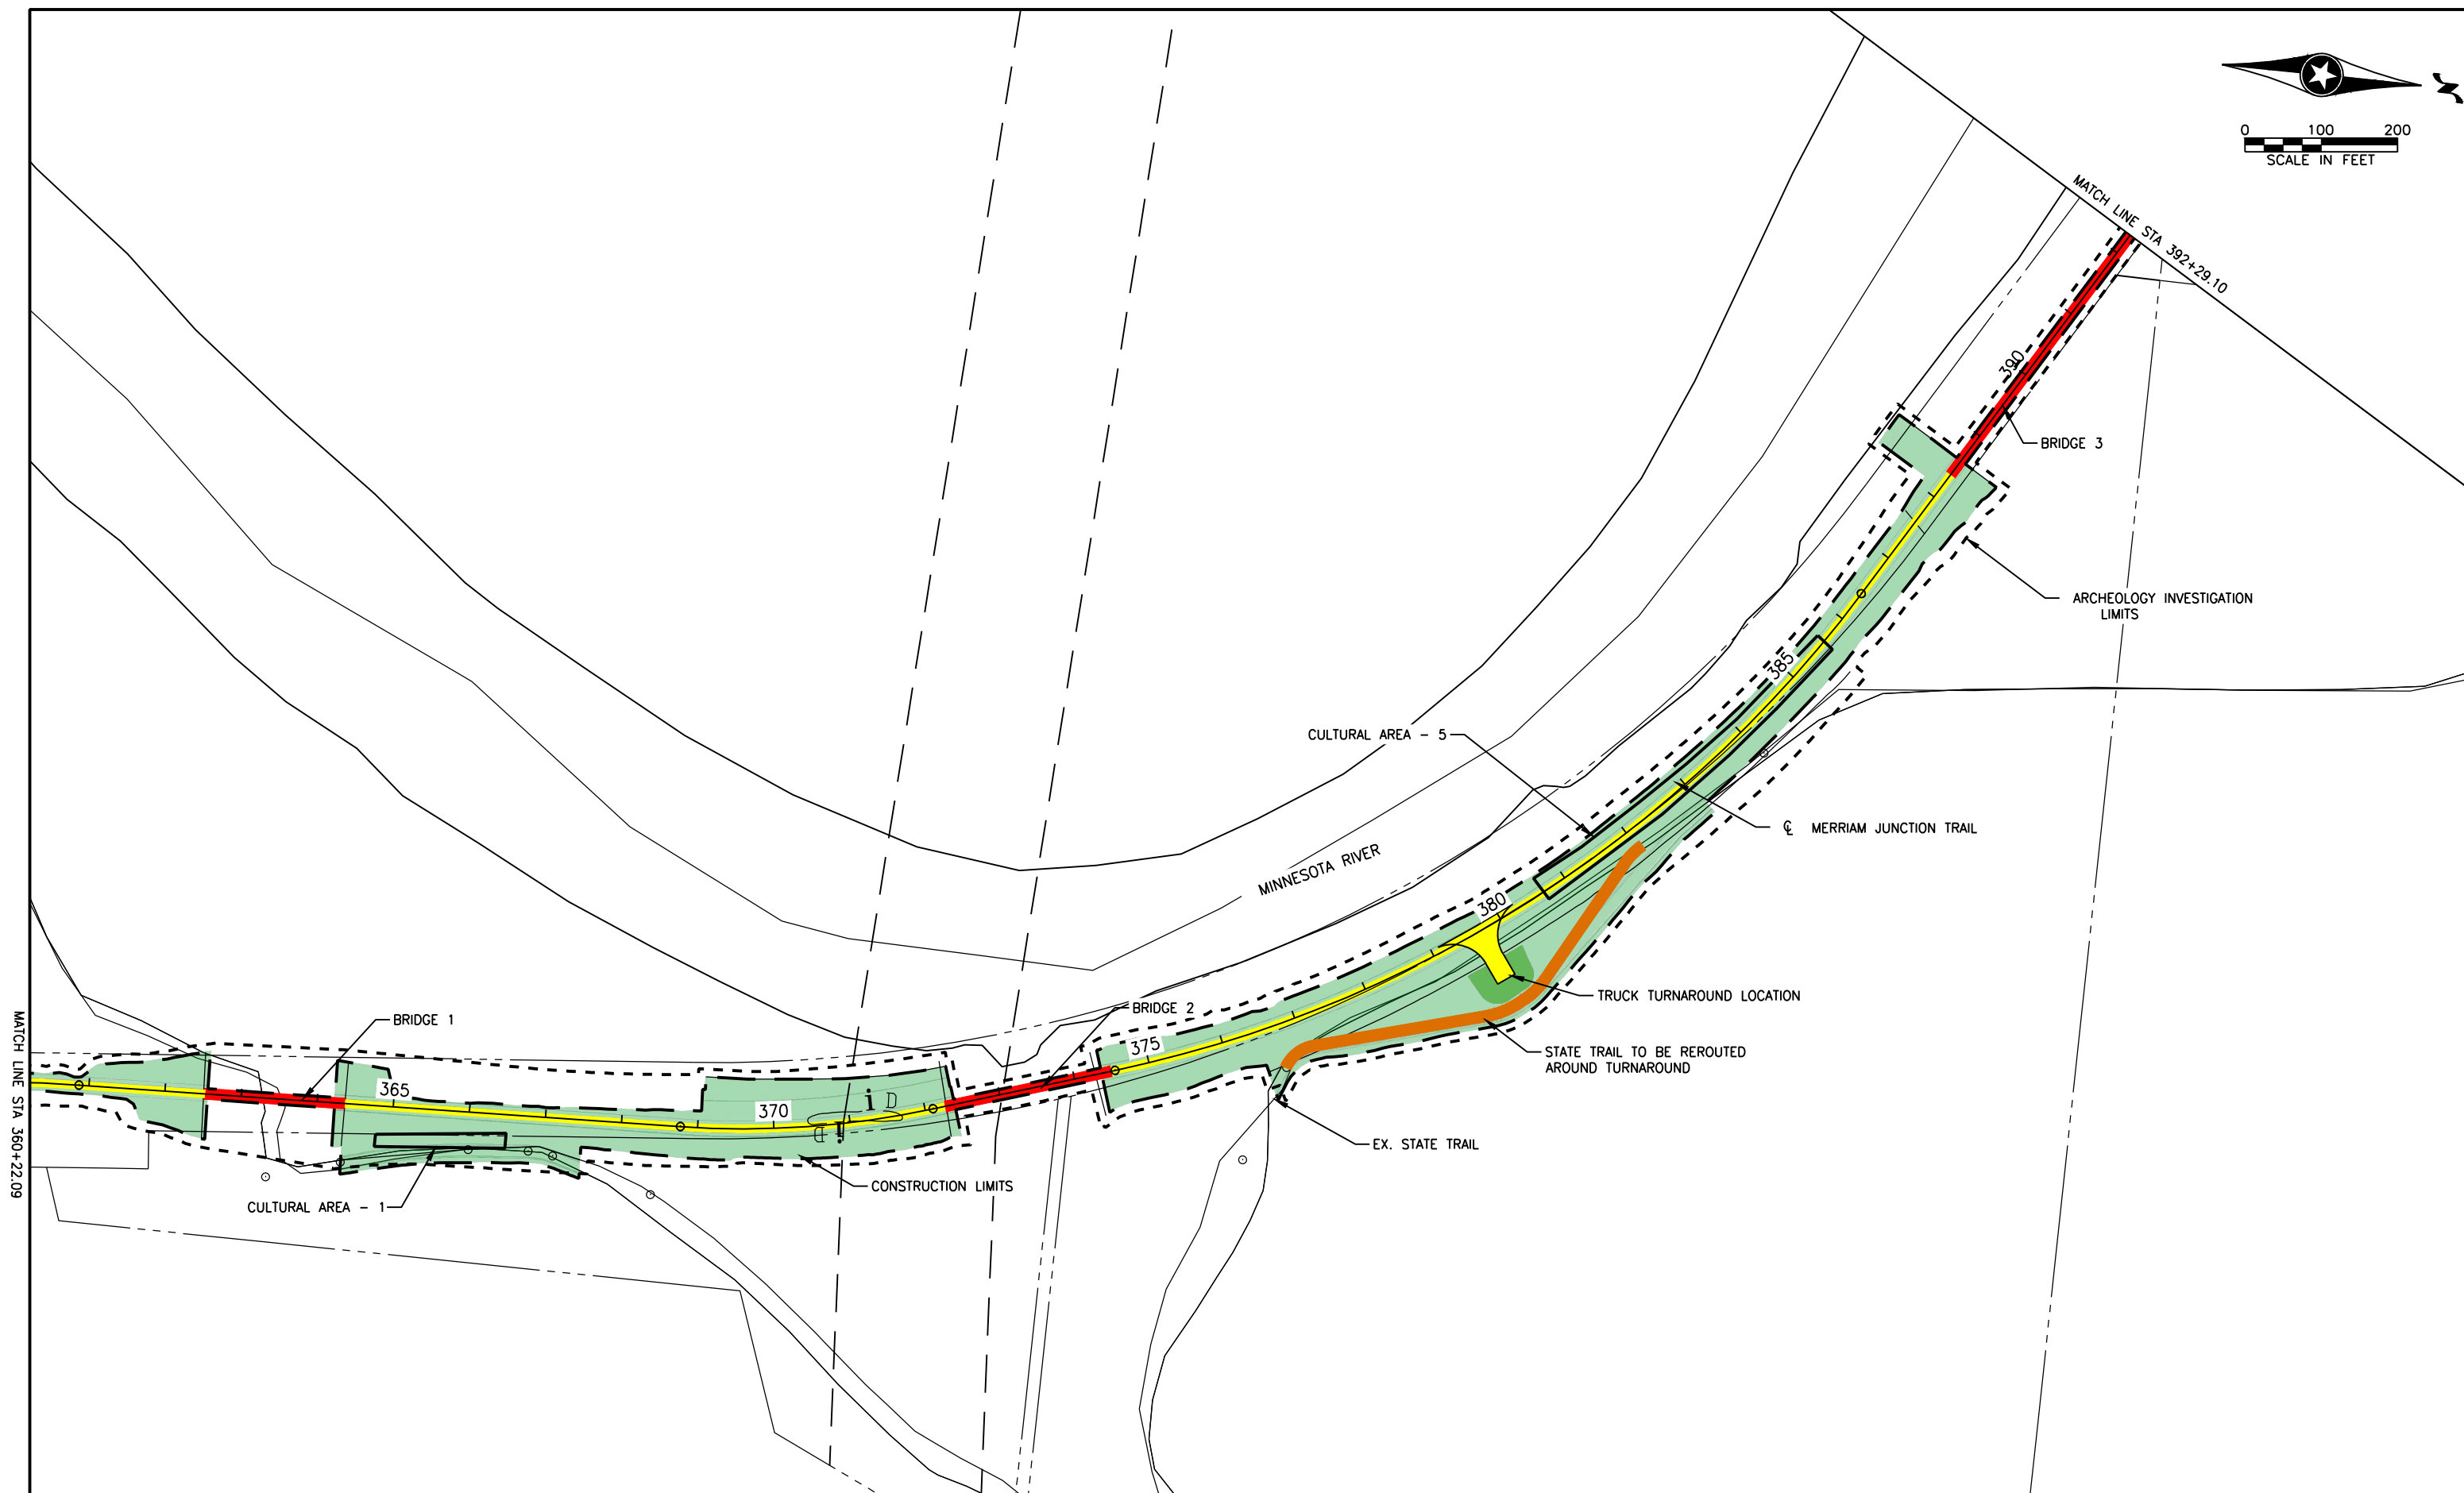 N
0 100 200
SCALE IN FEET
MATCH LINE STA 392+29.10
390
BRIDGE 3
ARCHEOLOGY INVESTIGATION
LIMITS
385
CULTURAL AREA - 5
℄ MERRIAM JUNCTION TRAIL
MINNESOTA RIVER
380
TRUCK TURNAROUND LOCATION
BRIDGE 2
BRIDGE 1
375
STATE TRAIL TO BE REROUTED
AROUND TURNAROUND
365
370
i D
i D
EX. STATE TRAIL
CONSTRUCTION LIMITS
CULTURAL AREA - 1
MATCH LINE STA 360+22.09